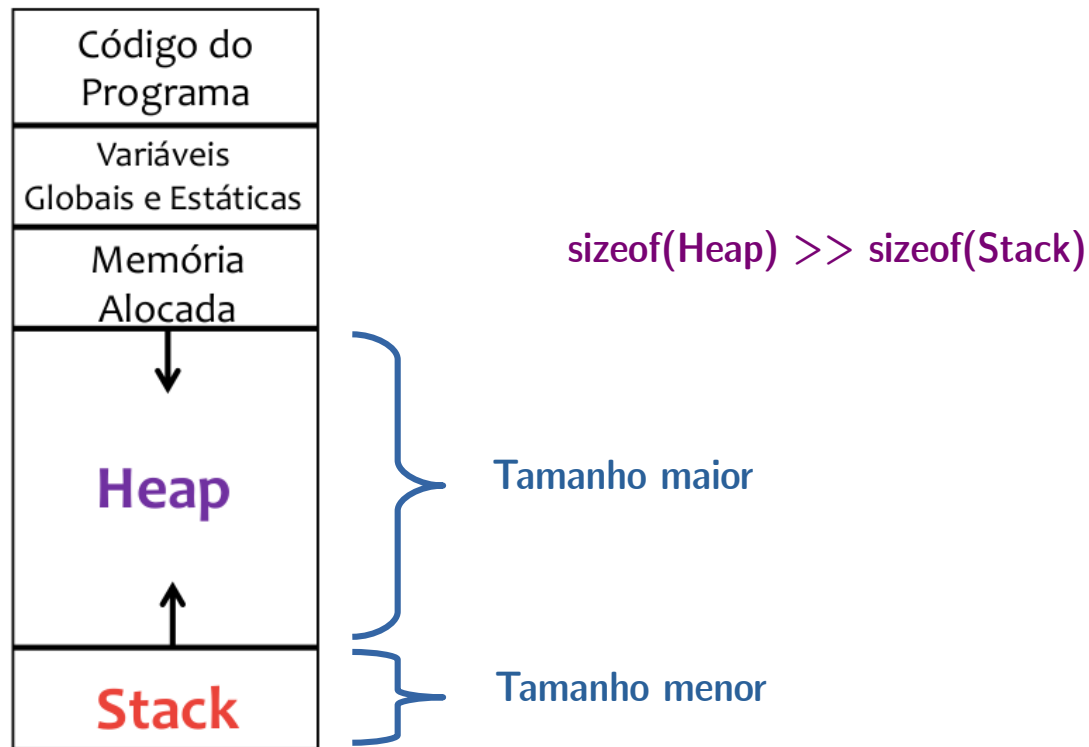 Código do
Programa
Variáveis
Globais e Estáticas
Memória
Alocada
sizeof(Heap) >> sizeof(Stack)
Heap
Tamanho maior
Stack
Tamanho menor